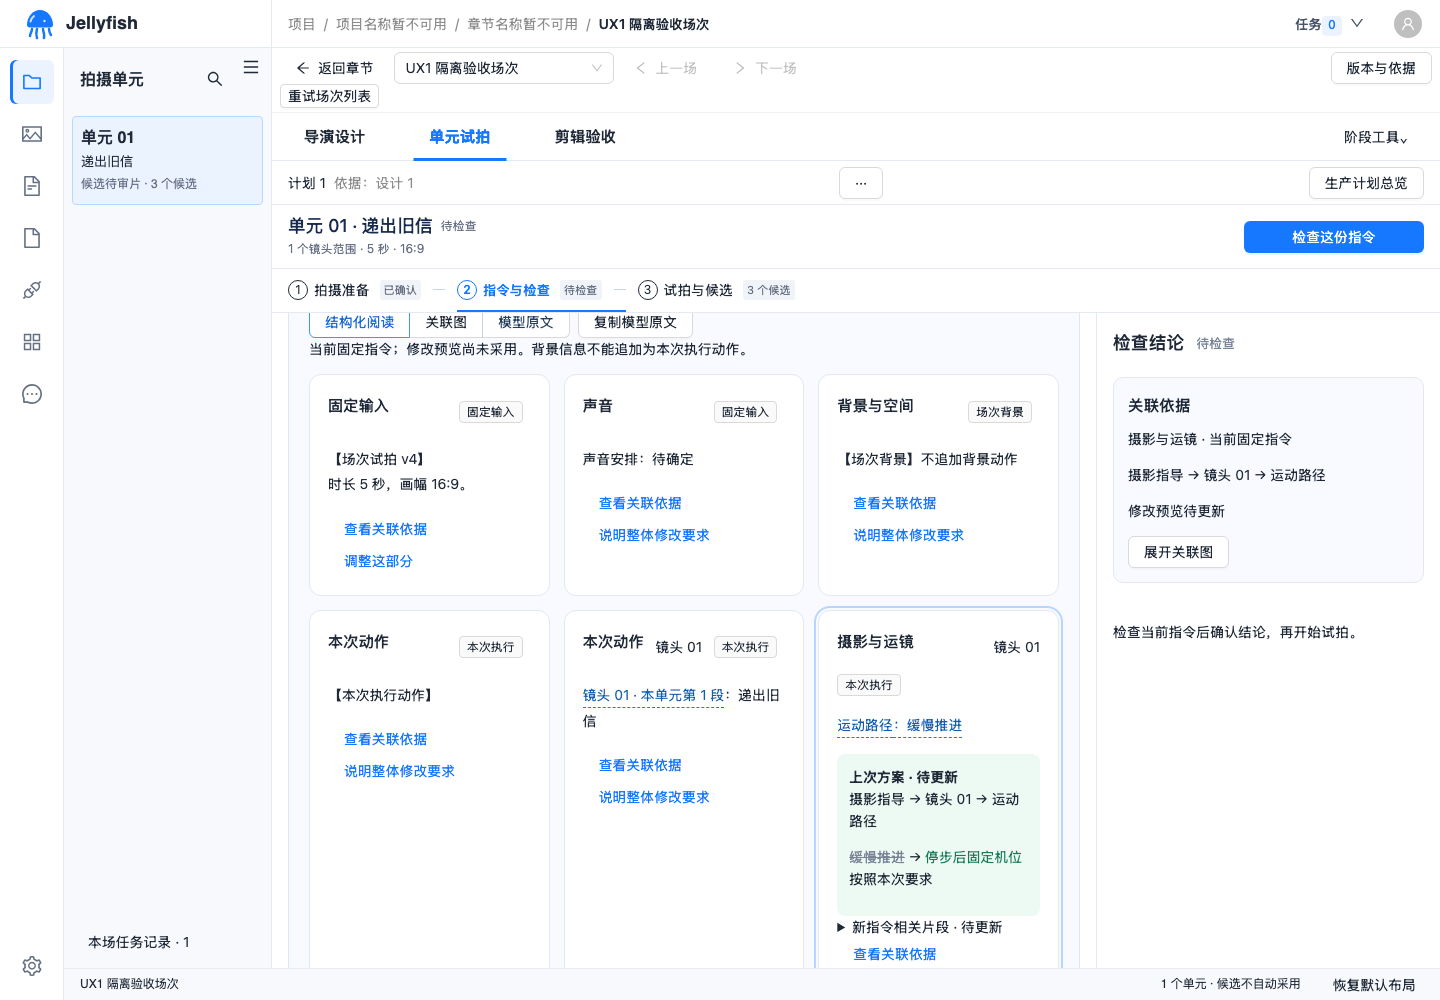 Jellyfish
项目 / 项目名称暂不可用 / 章节名称暂不可用 / UX1 隔离验收场次
任务 0
拍摄单元
返回章节
UX1 隔离验收场次
上一场
下一场
版本与依据
重试场次列表
单元 01
递出旧信
候选待审片 · 3 个候选
导演设计
单元试拍
剪辑验收
阶段工具
计划 1 依据：设计 1
...
生产计划总览
单元 01 · 递出旧信 待检查
1 个镜头范围 · 5 秒 · 16:9
检查这份指令
1 拍摄准备 已确认
2 指令与检查 待检查
3 试拍与候选 3 个候选
结构化阅读
关联图
模型原文
复制模型原文
当前固定指令；修改预览尚未采用。背景信息不能追加为本次执行动作。
固定输入 固定输入
【场次试拍 v4】
时长 5 秒，画幅 16:9。
查看关联依据
调整这部分
声音 固定输入
声音安排：待确定
查看关联依据
说明整体修改要求
背景与空间 场次背景
【场次背景】不追加背景动作
查看关联依据
说明整体修改要求
本次动作 本次执行
【本次执行动作】
查看关联依据
说明整体修改要求
本次动作 镜头 01 本次执行
镜头 01 · 本单元第 1 段：递出旧
信
查看关联依据
说明整体修改要求
摄影与运镜 镜头 01
本次执行
运动路径：缓慢推进
上次方案 · 待更新
摄影指导 → 镜头 01 → 运动
路径
缓慢推进 → 停步后固定机位
按照本次要求
新指令相关片段 · 待更新
查看关联依据
检查结论 待检查
关联依据
摄影与运镜 · 当前固定指令
摄影指导 → 镜头 01 → 运动路径
修改预览待更新
展开关联图
检查当前指令后确认结论，再开始试拍。
本场任务记录 · 1
UX1 隔离验收场次
1 个单元 · 候选不自动采用
恢复默认布局